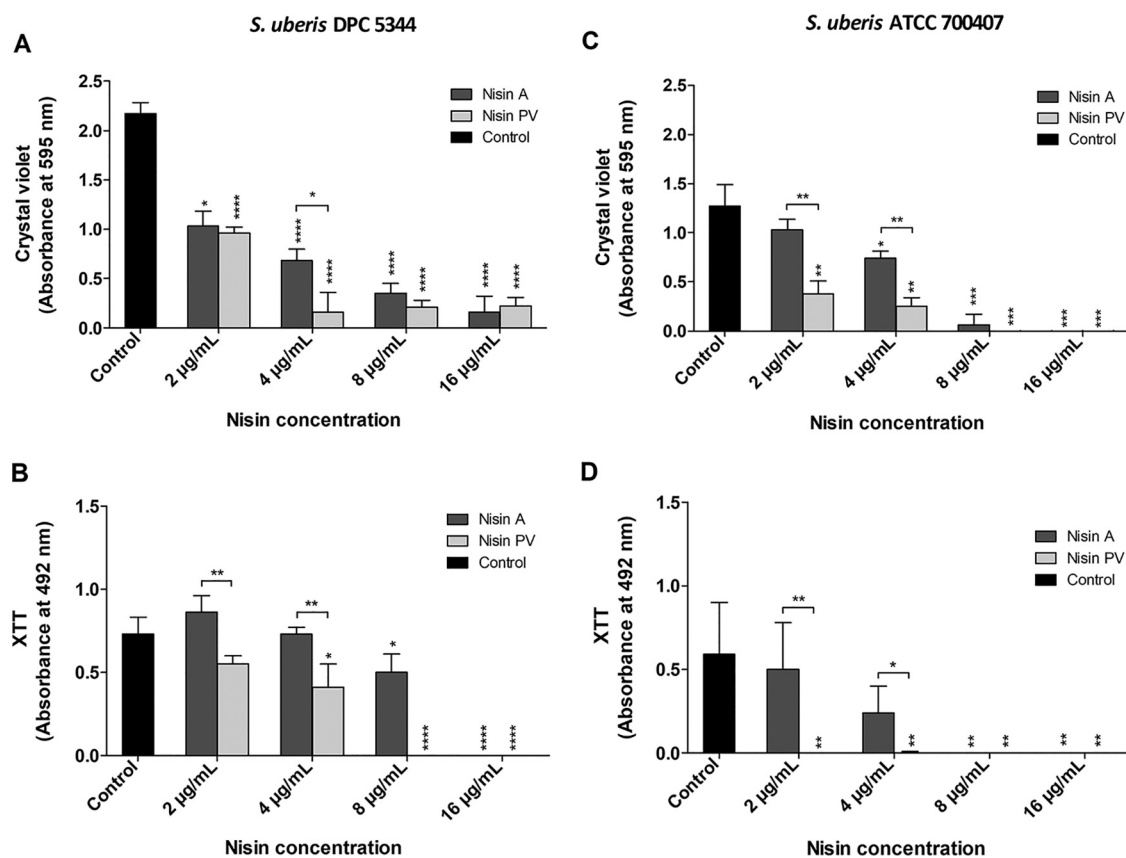 S. uberis DPC 5344
A
Crystal violet
(Absorbance at 595 nm)
2.5
2.0
1.5
1.0
0.5
0.0
Nisin A
Nisin PV
Control
*
****
****
*
****
****
****
****
****
Control
2 µg/mL
4 µg/mL
8 µg/mL
16 µg/mL
Nisin concentration
S. uberis ATCC 700407
C
Crystal violet
(Absorbance at 595 nm)
2.5
2.0
1.5
1.0
0.5
0.0
Nisin A
Nisin PV
Control
**
**
*
**
**
***
***
***
***
Control
2 µg/mL
4 µg/mL
8 µg/mL
16 µg/mL
Nisin concentration
B
XTT
(Absorbance at 492 nm)
1.5
1.0
0.5
0.0
Nisin A
Nisin PV
Control
**
**
*
*
****
****
****
Control
2 µg/mL
4 µg/mL
8 µg/mL
16 µg/mL
Nisin concentration
D
XTT
(Absorbance at 492 nm)
1.5
1.0
0.5
0.0
Nisin A
Nisin PV
Control
**
**
*
**
**
**
**
**
Control
2 µg/mL
4 µg/mL
8 µg/mL
16 µg/mL
Nisin concentration